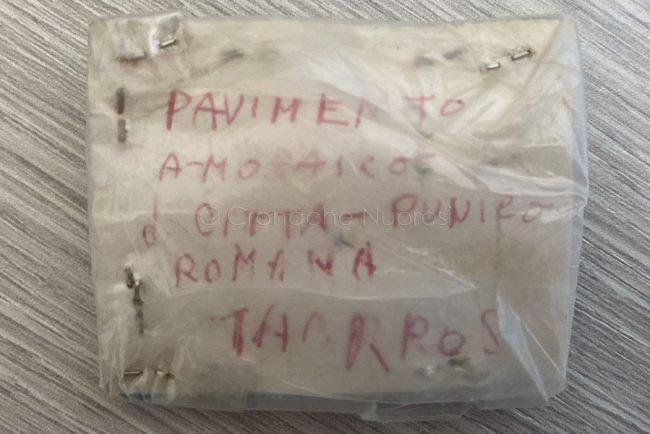 PAVIMENTO
A-MOSAICO
CITTA-PUNICO
ROMANA
THARROS
@ Cronache Nuoresi